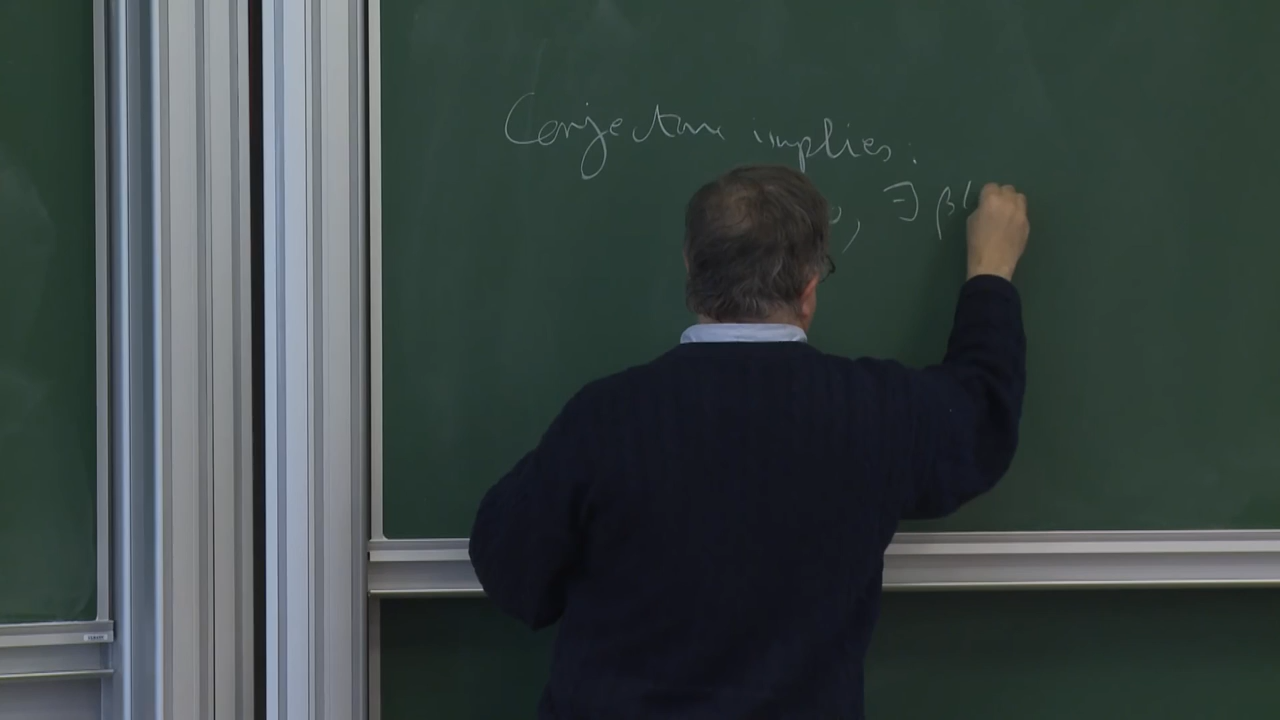 Conjecture implies:
, ∃ β(